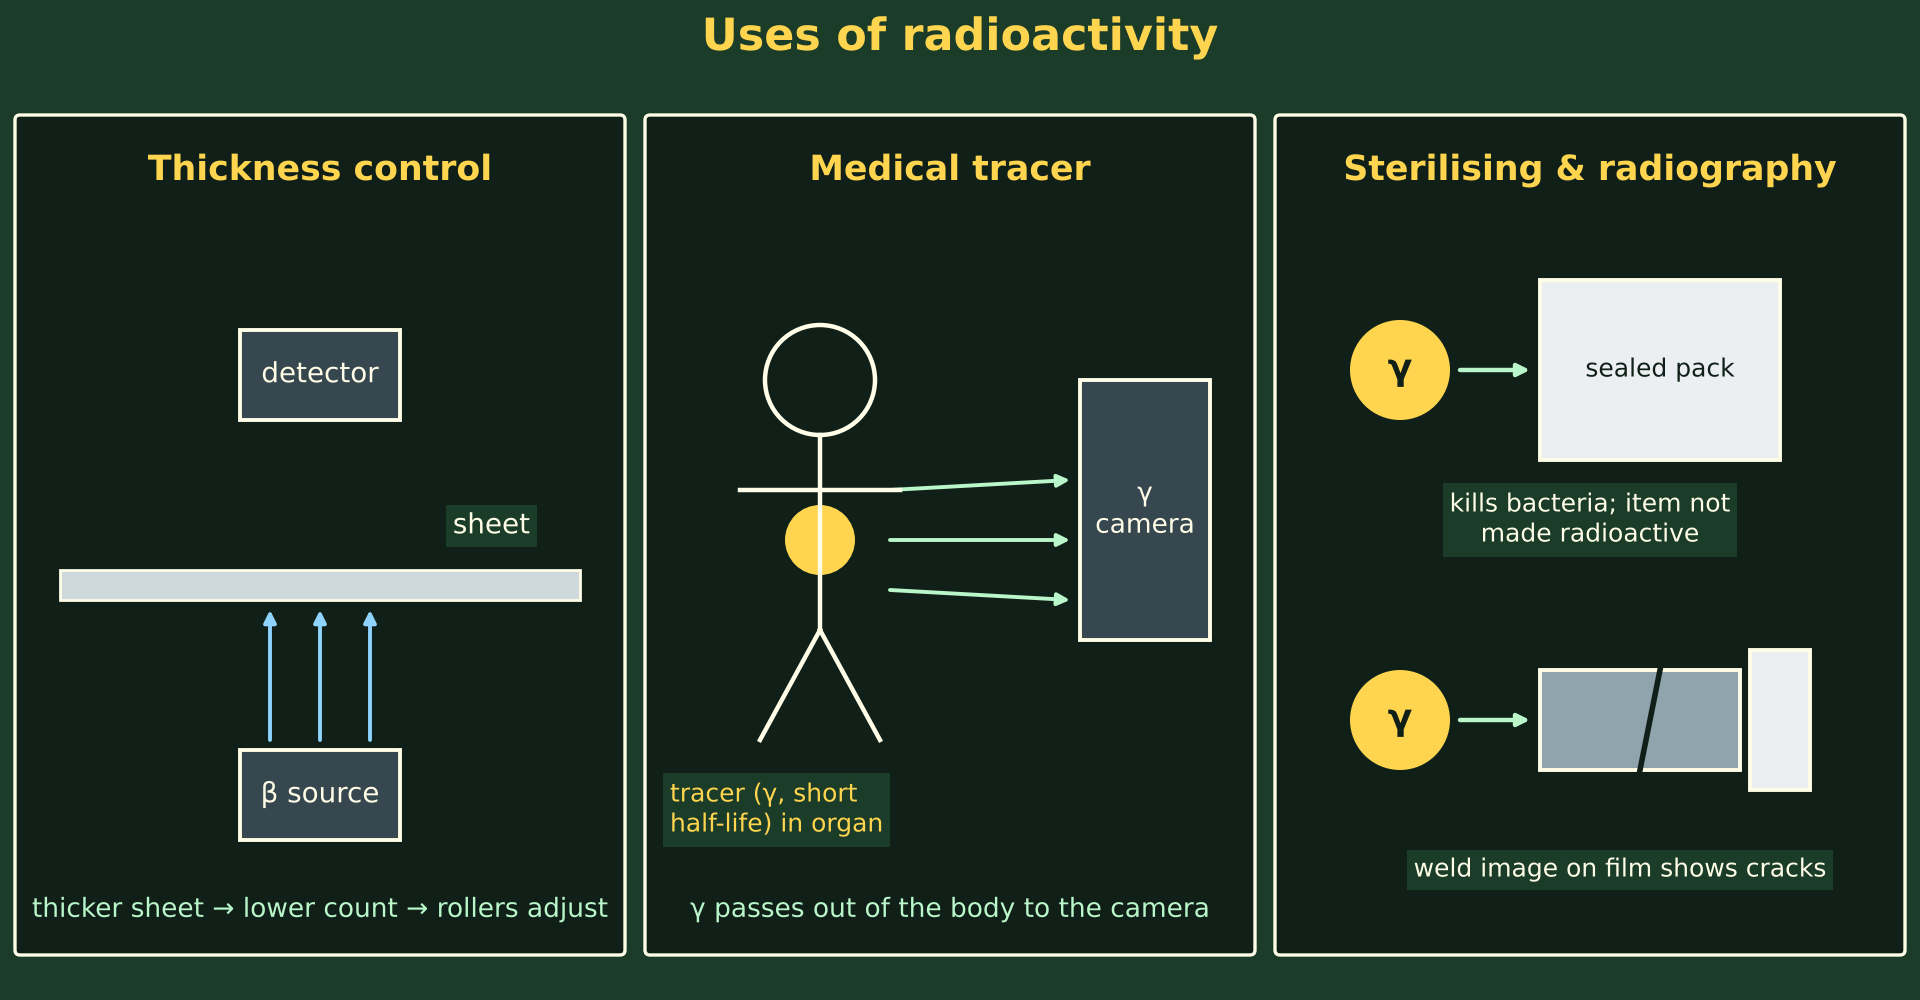 Uses of radioactivity
Thickness control
detector
sheet
β source
thicker sheet → lower count → rollers adjust
Medical tracer
γ
camera
tracer (γ, short
half-life) in organ
γ passes out of the body to the camera
Sterilising & radiography
γ
sealed pack
kills bacteria; item not
made radioactive
γ
weld image on film shows cracks